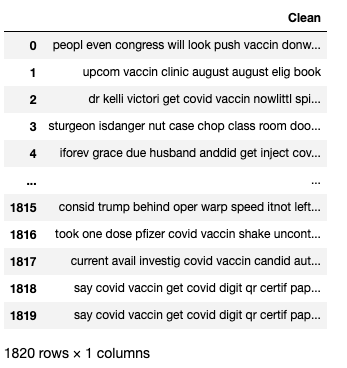 Clean
0 peopl even congress will look push vaccin donw...
1 upcom vaccin clinic august august elig book
2 dr kelli victori get covid vaccin nowlittl spi...
3 sturgeon isdanger nut case chop class room doo...
4 iforev grace due husband anddid get inject cov...
... ...
1815 consid trump behind oper warp speed itnot left...
1816 took one dose pfizer covid vaccin shake uncont...
1817 current avail investig covid vaccin candid aut...
1818 say covid vaccin get covid digit qr certif pap...
1819 say covid vaccin get covid digit qr certif pap...
1820 rows × 1 columns